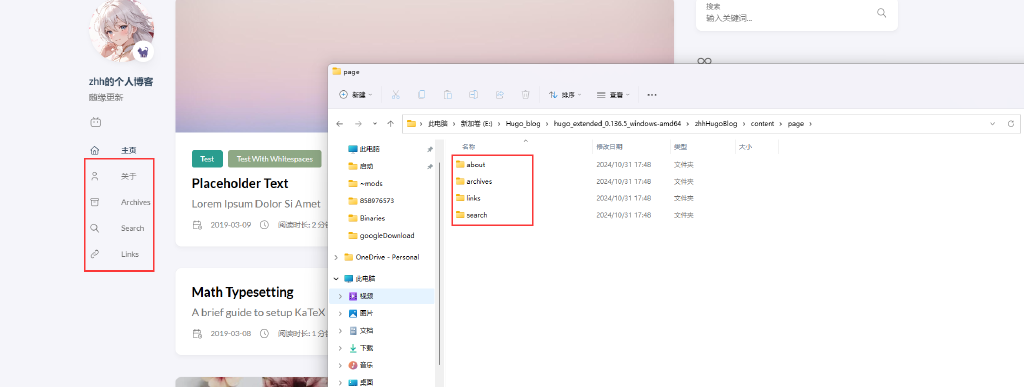 zhh的个人博客
随缘更新
主页
关于
Archives
Search
Links
Test
Test With Whitespaces
Placeholder Text
Lorem Ipsum Dolor Si Amet
2019-03-09
阅读时长: 2 分钟
Math Typesetting
A brief guide to setup KaTeX
2019-03-08
阅读时长: 1 分钟
搜索
输入关键词...
page
新建
排序
查看
此电脑
新加卷 (E:)
Hugo_blog
hugo_extended_0.136.5_windows-amd64
zhhHugoBlog
content
page
此电脑
启动
~mods
858976573
Binaries
googleDownload
OneDrive - Personal
此电脑
视频
图片
文档
下载
音乐
桌面
名称
修改日期
类型
大小
about
2024/10/31 17:48
文件夹
archives
2024/10/31 17:48
文件夹
links
2024/10/31 17:48
文件夹
search
2024/10/31 17:48
文件夹